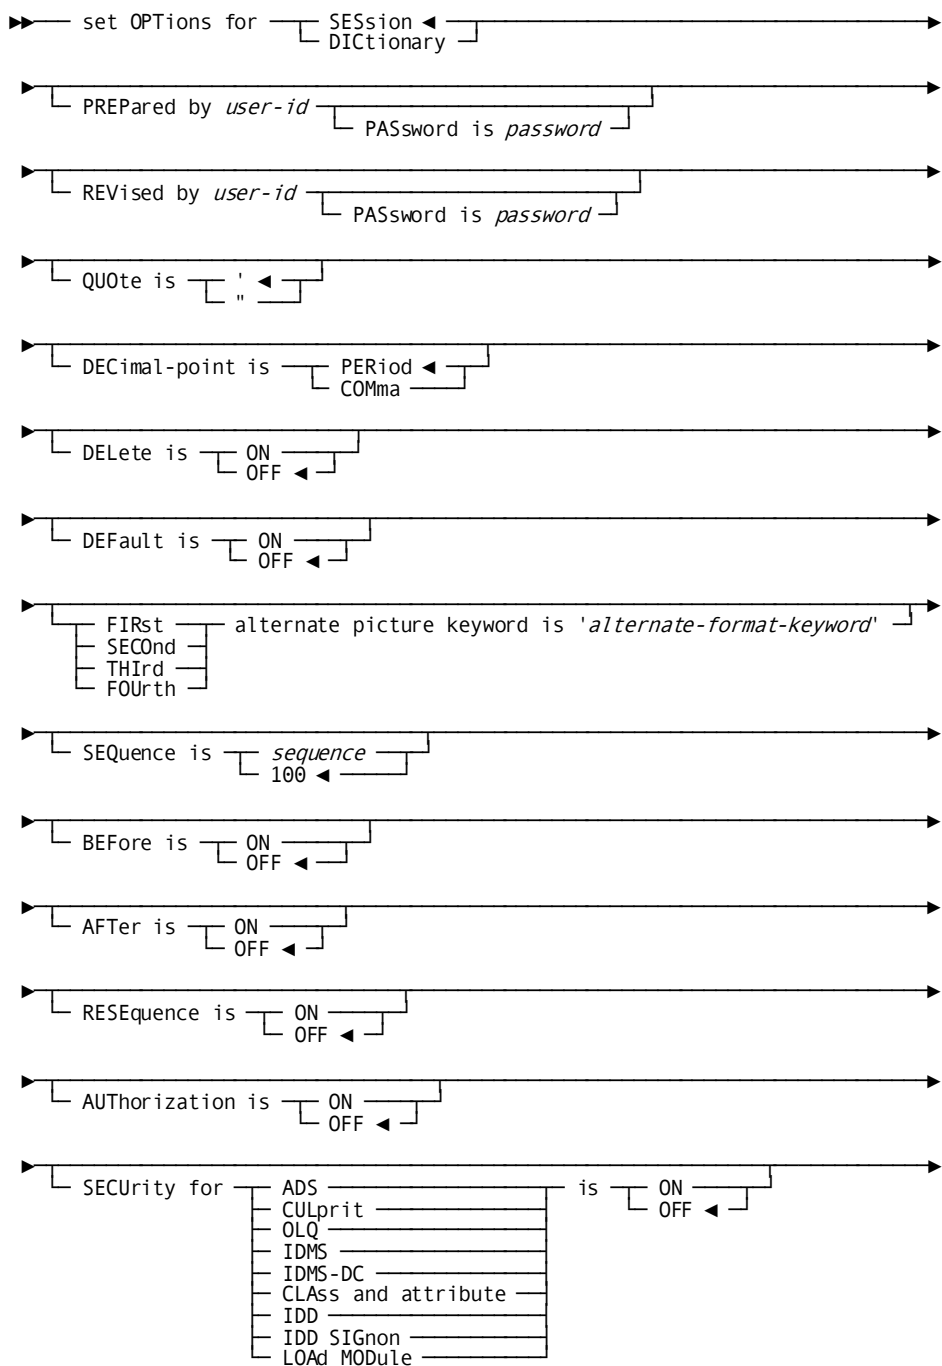 set OPTions for SESsion
DICtionary
PREPared by user-id
PASsword is password
REVised by user-id
PASsword is password
QUOte is '
"
DECimal-point is PERiod
COMma
DELete is ON
OFF
DEFault is ON
OFF
FIRst alternate picture keyword is 'alternate-format-keyword'
SECOnd
THIrd
FOUrth
SEQuence is sequence
100
BEFore is ON
OFF
AFTer is ON
OFF
RESEquence is ON
OFF
AUThorization is ON
OFF
SECUrity for ADS is ON
CULprit OFF
OLQ
IDMS
IDMS-DC
CLAss and attribute
IDD
IDD SIGnon
LOAd MODule